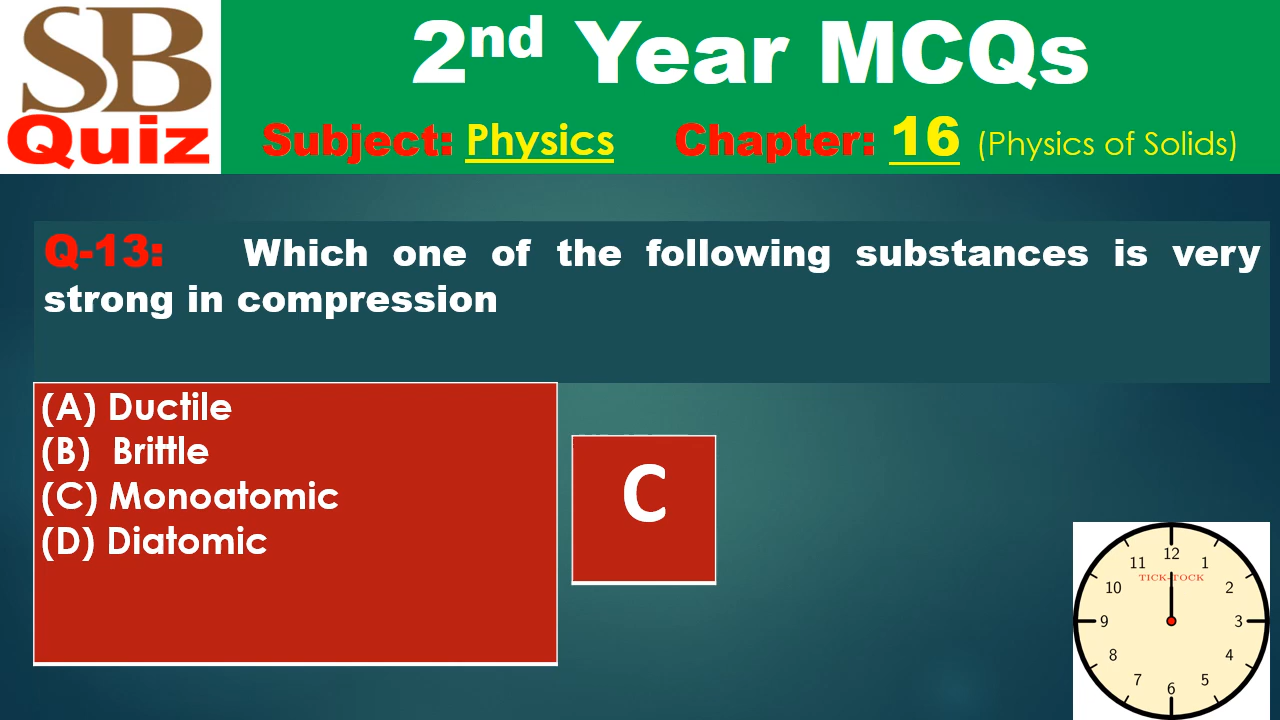 SB
Quiz
2nd Year MCQs
Subject: Physics Chapter: 16 (Physics of Solids)
Q-13: Which one of the following substances is very
strong in compression
(A) Ductile
(B) Brittle
(C) Monoatomic
(D) Diatomic
C
12
11 1
TICK-TOCK
10 2
9 3
8 4
7 5
6